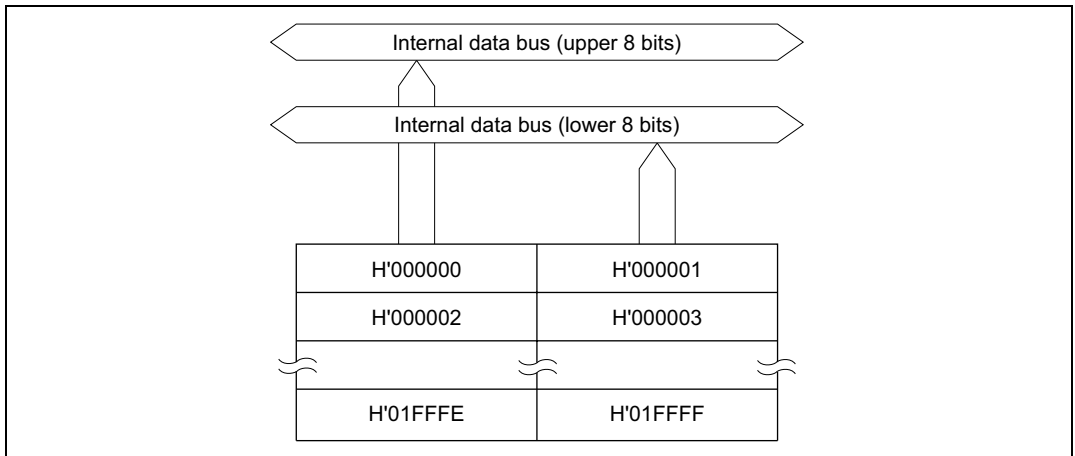 Internal data bus (upper 8 bits)
Internal data bus (lower 8 bits)
H'000000 H'000001
H'000002 H'000003
H'01FFFE H'01FFFF